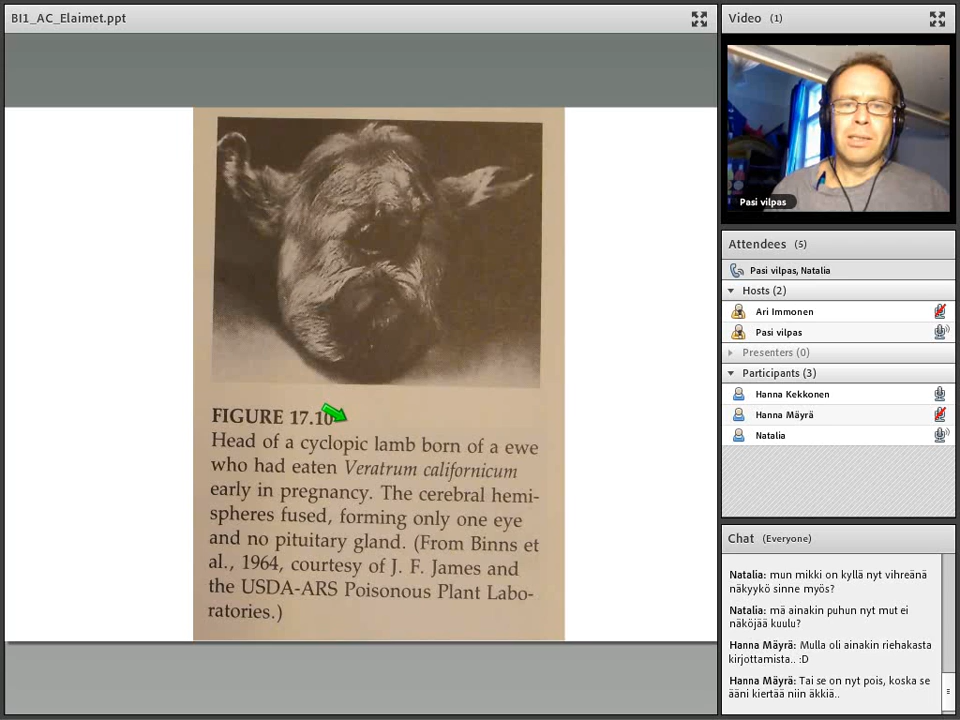 BI1_AC_Elaimet.ppt
FIGURE 17.10
Head of a cyclopic lamb born of a ewe
who had eaten Veratrum californicum
early in pregnancy. The cerebral hemi-
spheres fused, forming only one eye
and no pituitary gland. (From Binns et
al., 1964, courtesy of J. F. James and
the USDA-ARS Poisonous Plant Labo-
ratories.)
Video (1)
Pasi vilpas
Attendees (5)
Pasi vilpas, Natalia
Hosts (2)
Ari Immonen
Pasi vilpas
Presenters (0)
Participants (3)
Hanna Kekkonen
Hanna Mäyrä
Natalia
Chat (Everyone)
Natalia: mun mikki on kyllä nyt vihreänä
näkyykö sinne myös?
Natalia: mä ainakin puhun nyt mut ei
näköjää kuulu?
Hanna Mäyrä: Mulla oli ainakin riehakasta
kirjottamista.. :D
Hanna Mäyrä: Tai se on nyt pois, koska se
ääni kiertää niin äkkiä..